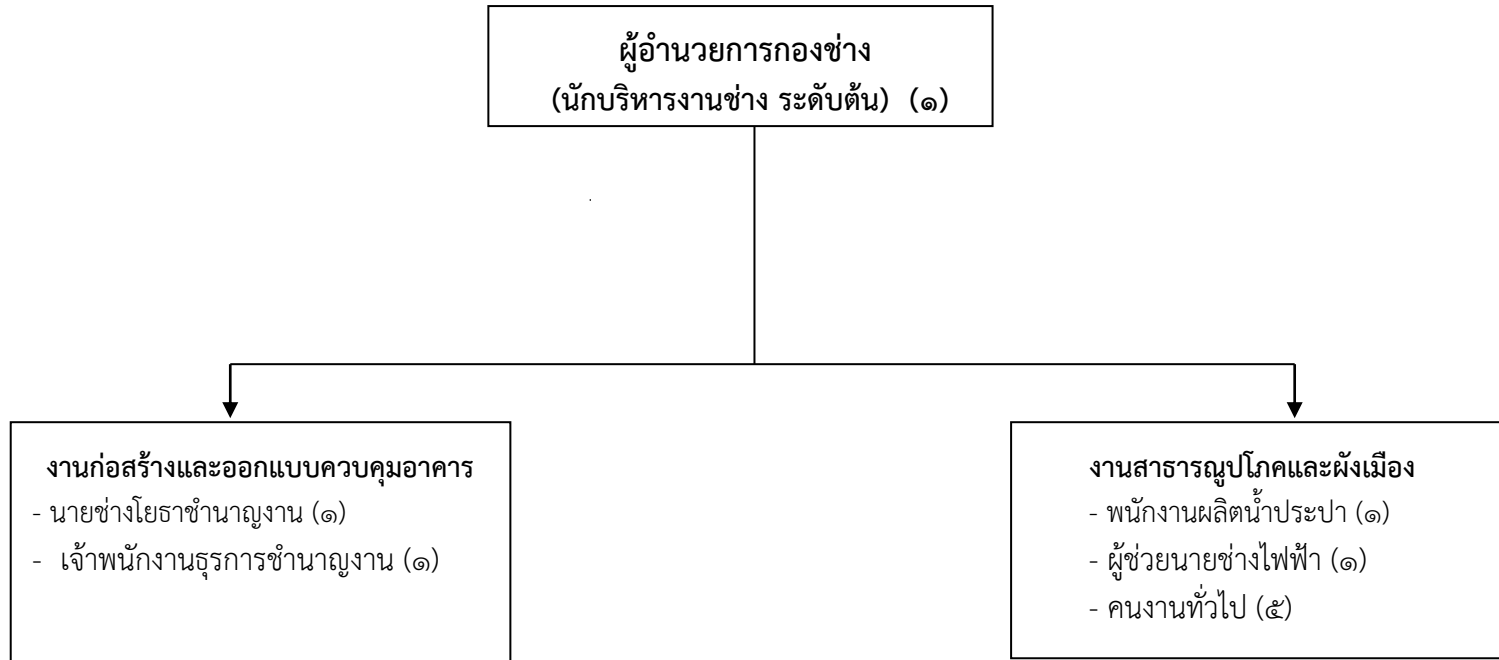 ผู้อำนวยการกองช่าง
(นักบริหารงานช่าง ระดับต้น) (๑)
งานก่อสร้างและออกแบบควบคุมอาคาร
- นายช่างโยธาชำนาญงาน (๑)
- เจ้าพนักงานธุรการชำนาญงาน (๑)
งานสาธารณูปโภคและผังเมือง
- พนักงานผลิตน้ำประปา (๑)
- ผู้ช่วยนายช่างไฟฟ้า (๑)
- คนงานทั่วไป (๕)